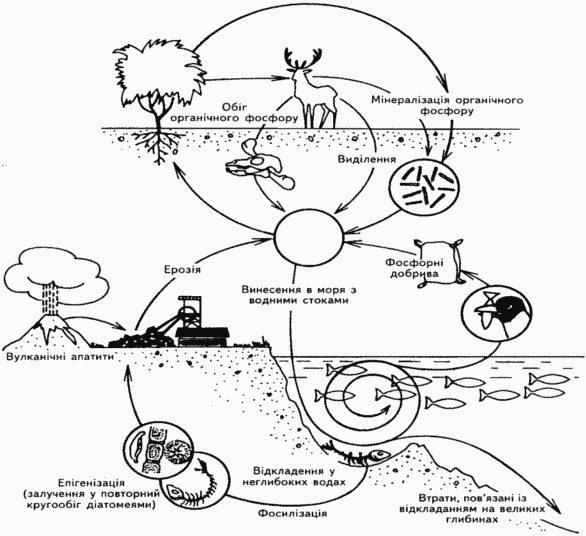 Обіг
органічного фосфору
Мінералізація органічного
фосфору
Виділення
Ерозія
Винесення в моря з
водними стоками
Фосфорні
добрива
Вулканічні апатити
Епігенізація
(залучення у повторний
кругообіг діатомеями)
Відкладення у
неглибоких водах
Фосилізація
Втрати, пов'язані із
відкладанням на великих
глибинах